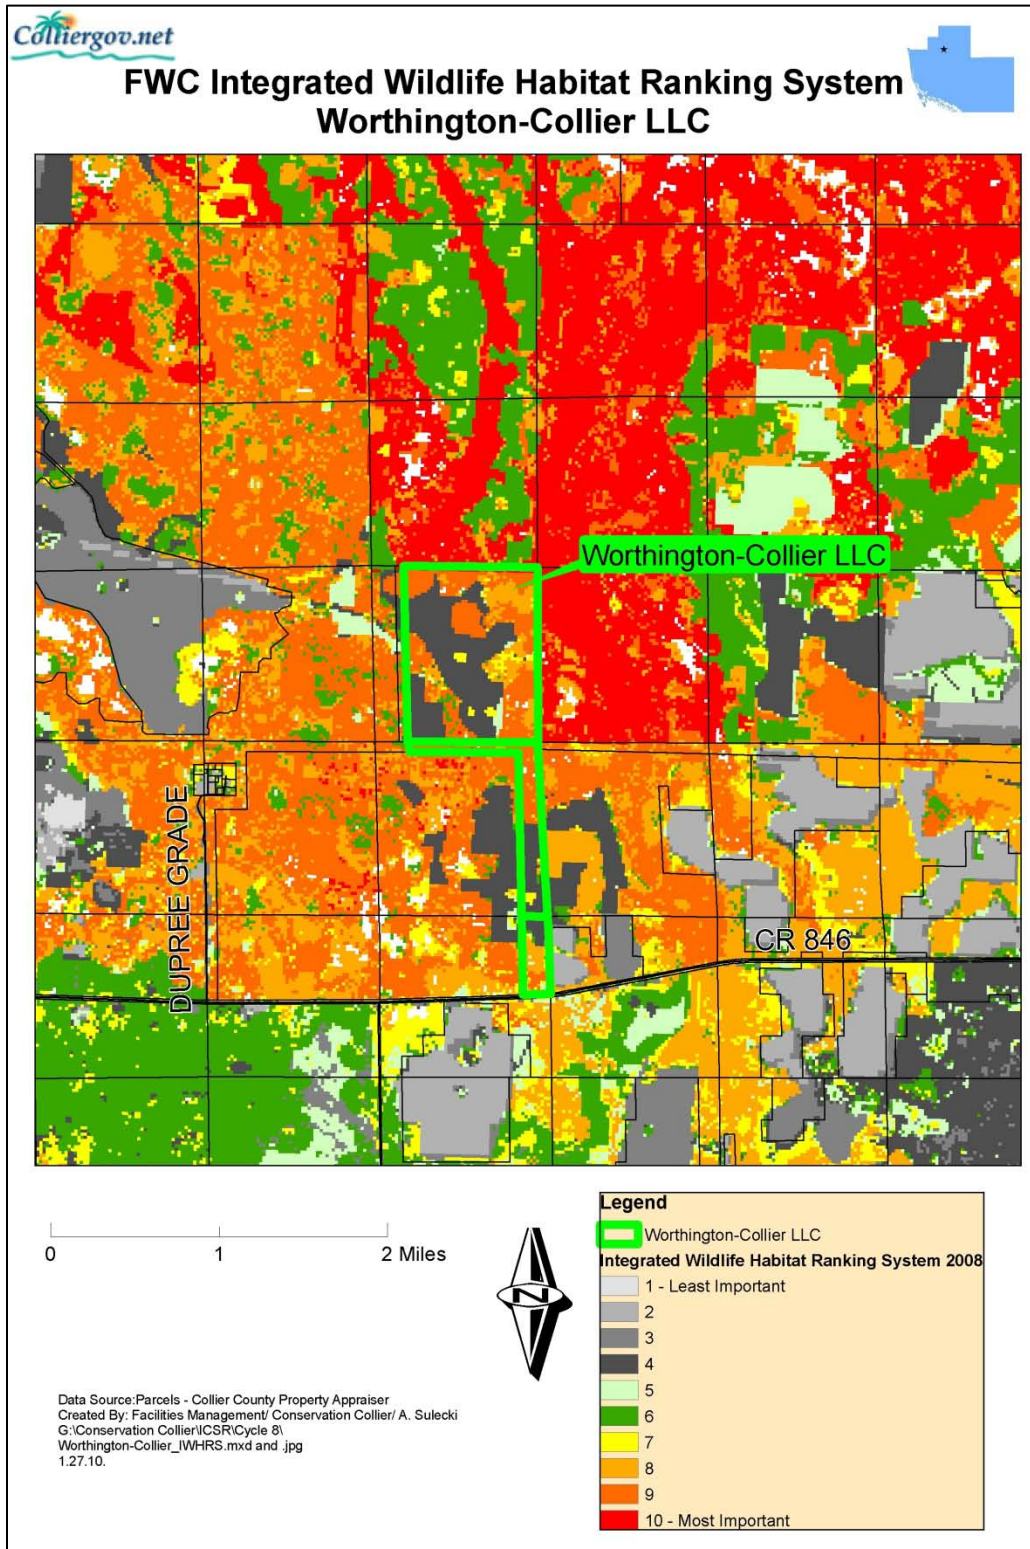 Colliergov.net
FWC Integrated Wildlife Habitat Ranking System
Worthington-Collier LLC
Worthington-Collier LLC
DUPREE GRADE
CR 846
0 1 2 Miles
N
Data Source:Parcels - Collier County Property Appraiser
Created By: Facilities Management/ Conservation Collier/ A. Sulecki
G:\Conservation Collier\ICSR\Cycle 8\
Worthington-Collier_IWHRS.mxd and .jpg
1.27.10.
Legend
Worthington-Collier LLC
Integrated Wildlife Habitat Ranking System 2008
1 - Least Important
2
3
4
5
6
7
8
9
10 - Most Important